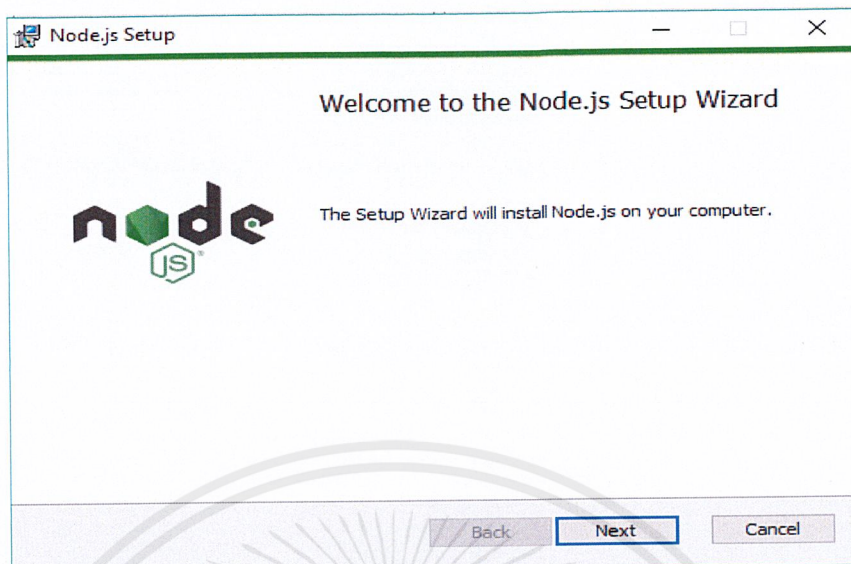 Node.js Setup
Welcome to the Node.js Setup Wizard
node
JS
®
The Setup Wizard will install Node.js on your computer.
Back Next Cancel